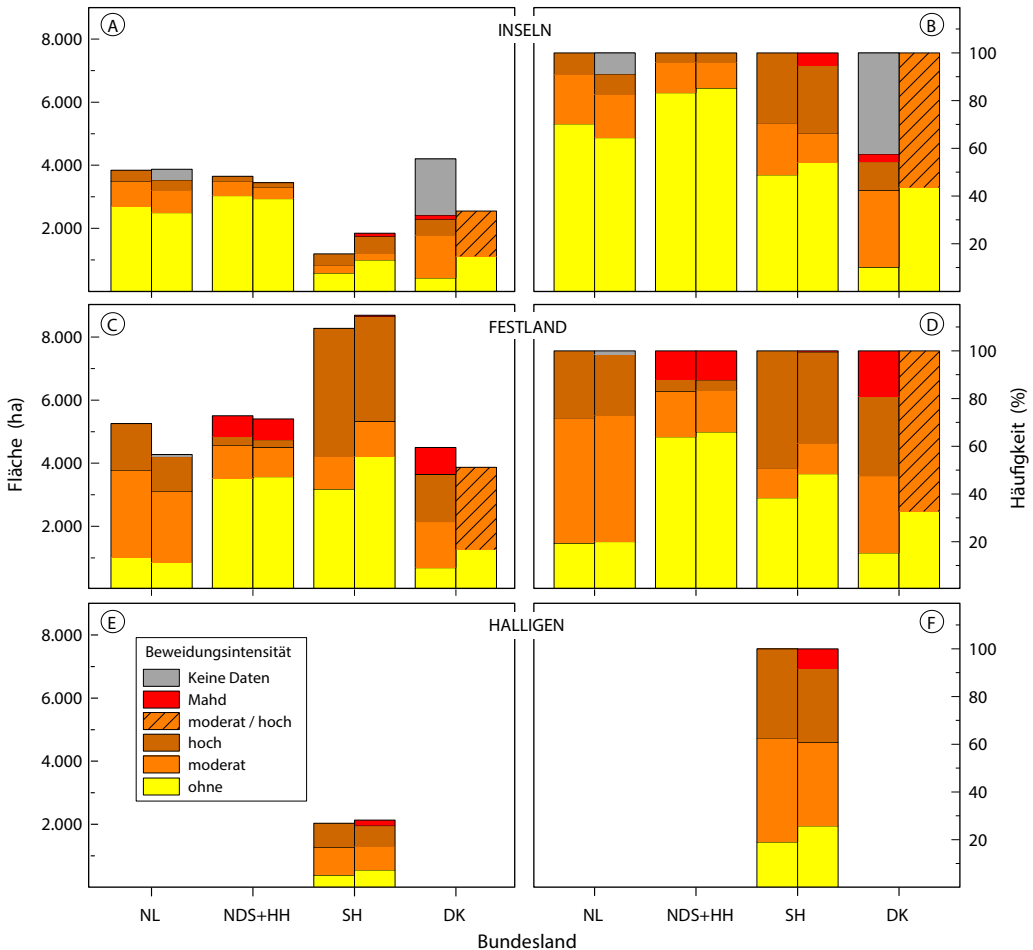 A
INSELN
B
8.000
6.000
4.000
2.000
100
80
60
40
20
C
FESTLAND
D
8.000
6.000
4.000
2.000
100
80
60
40
20
Fläche (ha)
Häufigkeit (%)
E
HALLIGEN
F
8.000
6.000
4.000
2.000
Beweidungsintensität
Keine Daten
Mahd
moderat / hoch
hoch
moderat
ohne
100
80
60
40
20
NL NDS+HH SH DK
NL NDS+HH SH DK
Bundesland